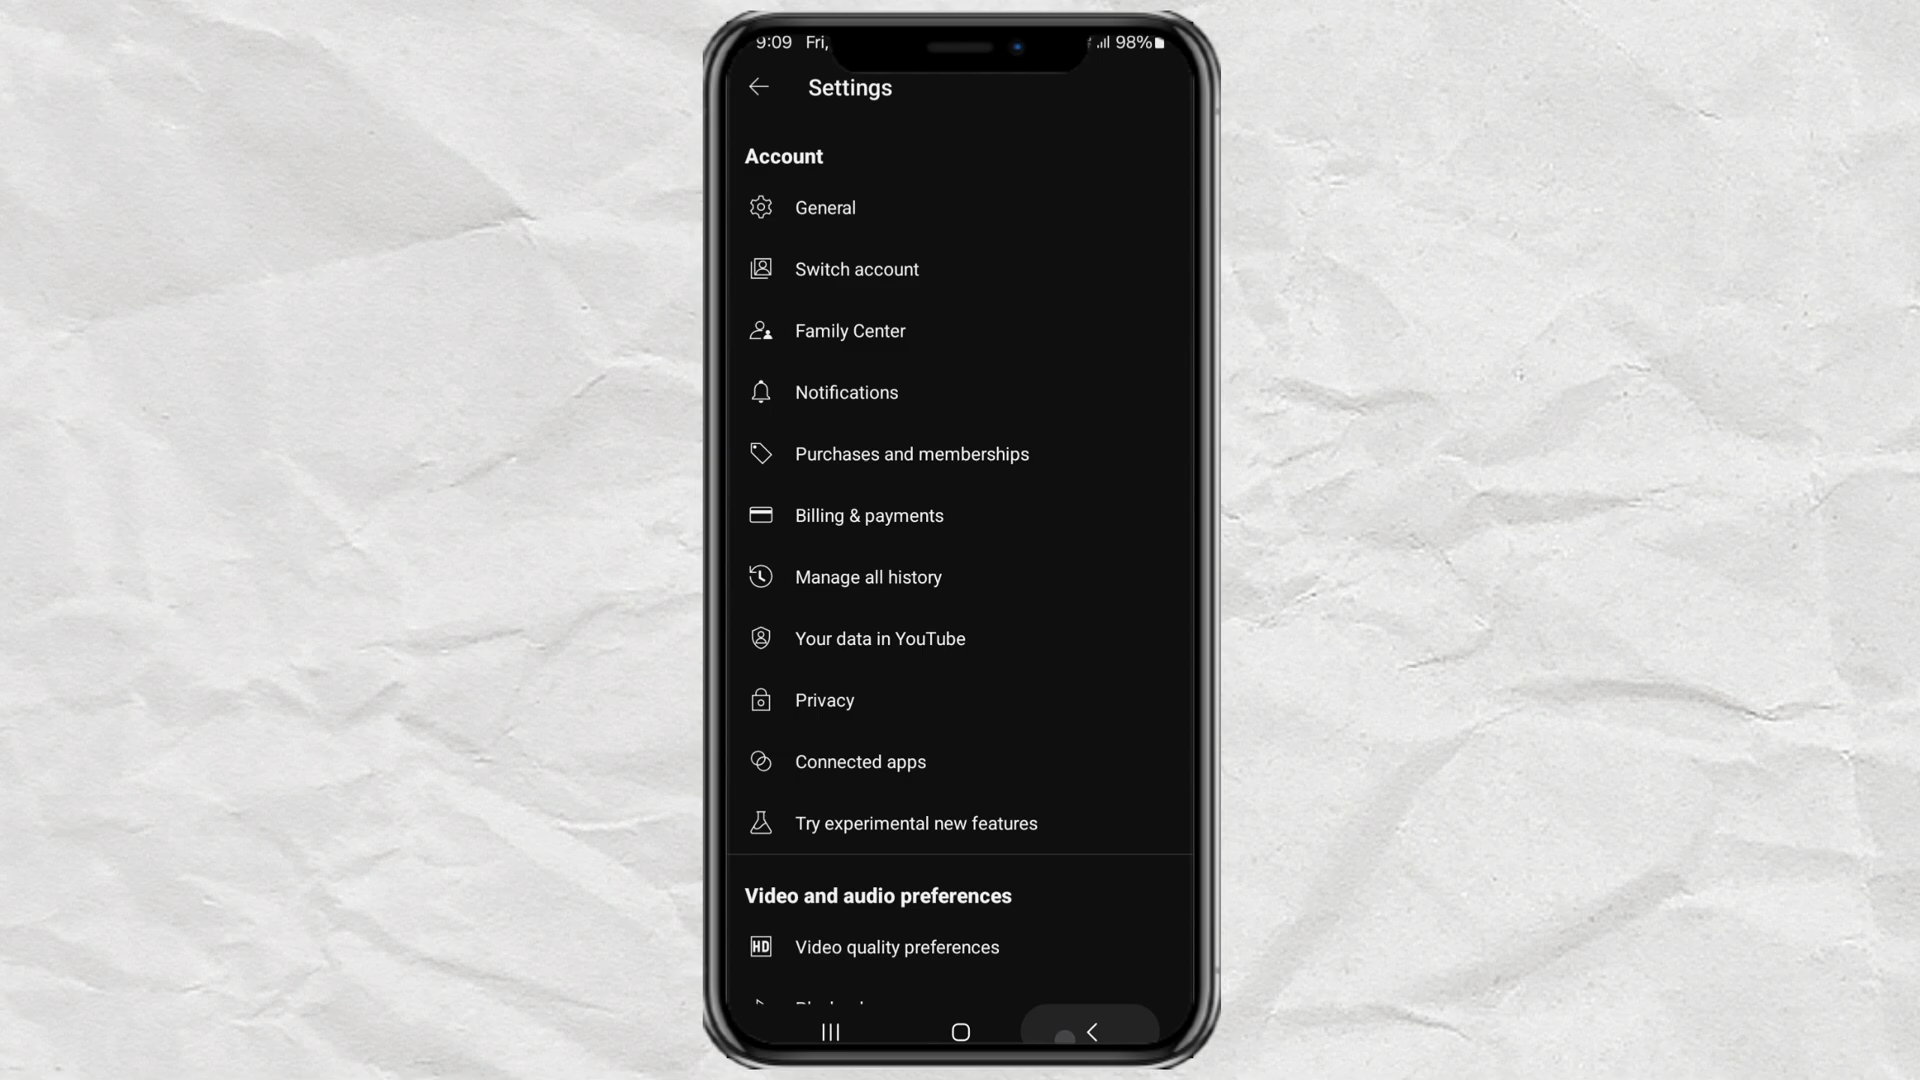 9:09 Fri, 98%
Settings
Account
General
Switch account
Family Center
Notifications
Purchases and memberships
Billing & payments
Manage all history
Your data in YouTube
Privacy
Connected apps
Try experimental new features
Video and audio preferences
HD Video quality preferences